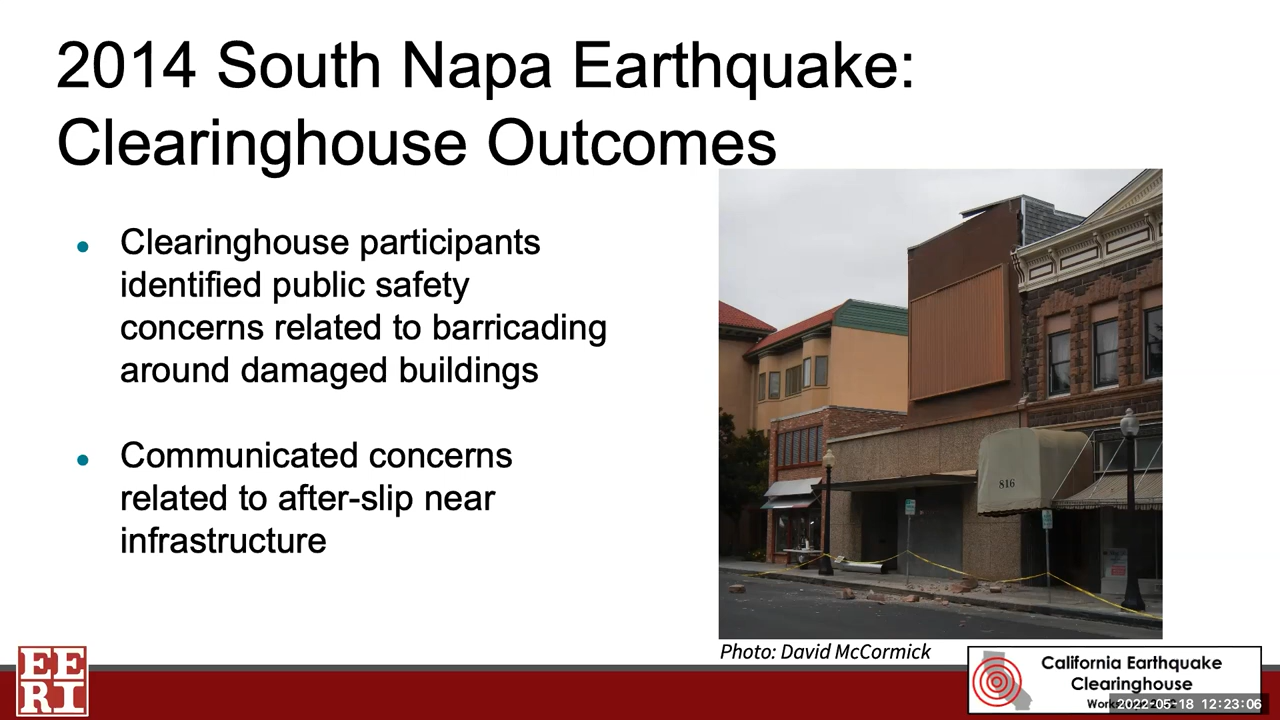 2014 South Napa Earthquake:
Clearinghouse Outcomes
● Clearinghouse participants
identified public safety
concerns related to barricading
around damaged buildings
● Communicated concerns
related to after-slip near
infrastructure
816
Photo: David McCormick
EE
RI
California Earthquake
Clearinghouse
2022-05-18 12:23:06